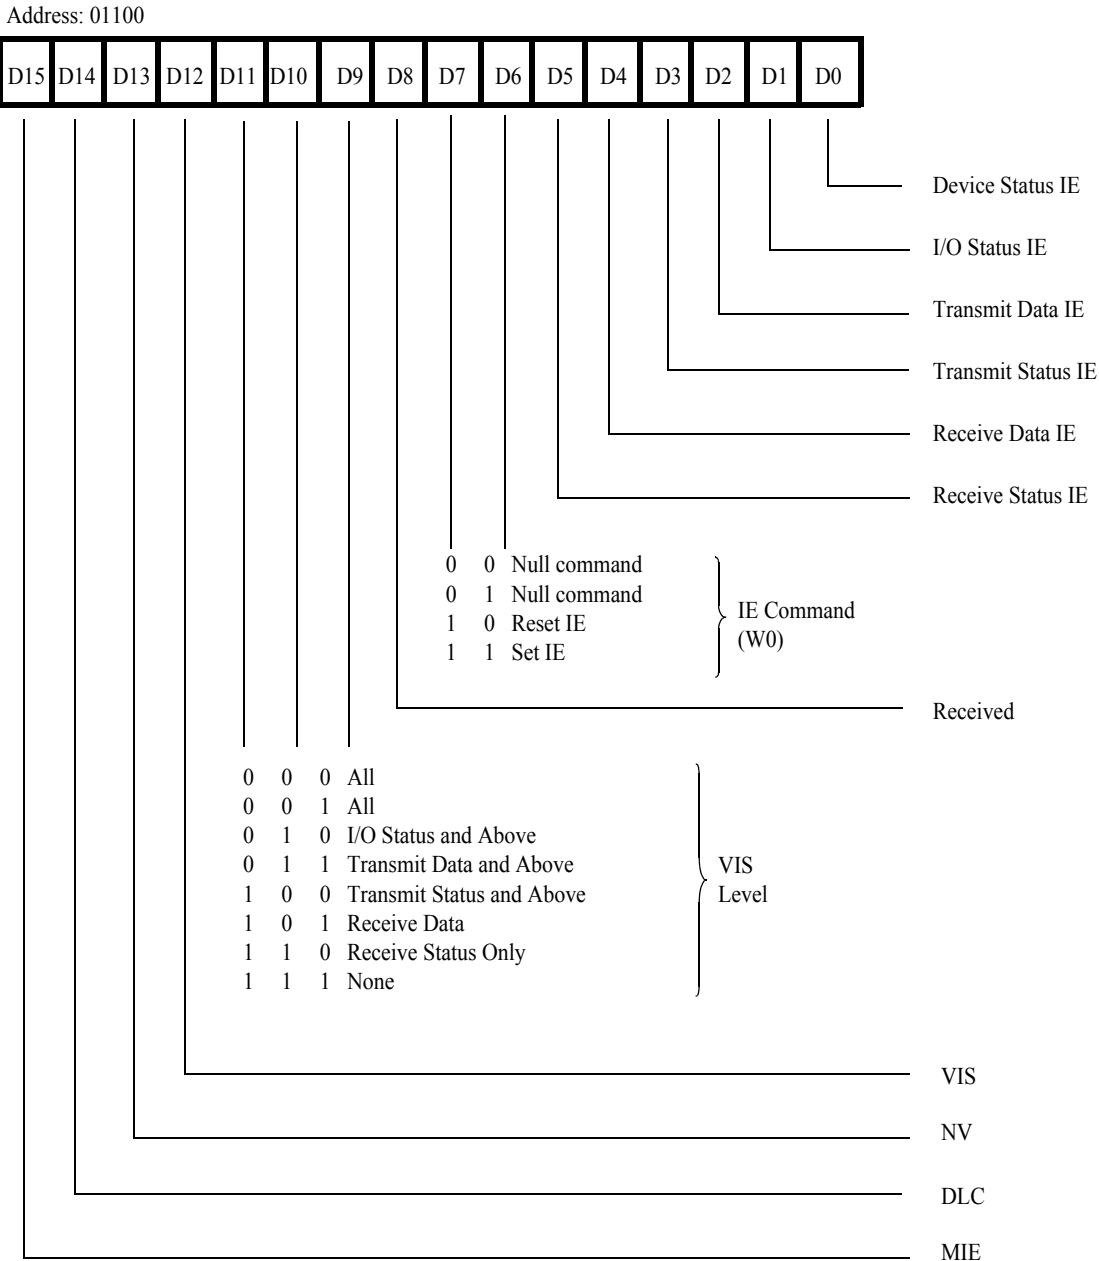 Address: 01100
D15 D14 D13 D12 D11 D10 D9 D8 D7 D6 D5 D4 D3 D2 D1 D0
Device Status IE
I/O Status IE
Transmit Data IE
Transmit Status IE
Receive Data IE
Receive Status IE
0 0 Null command
0 1 Null command
1 0 Reset IE
1 1 Set IE
IE Command
(W0)
Received
0 0 0 All
0 0 1 All
0 1 0 I/O Status and Above
0 1 1 Transmit Data and Above
1 0 0 Transmit Status and Above
1 0 1 Receive Data
1 1 0 Receive Status Only
1 1 1 None
VIS
Level
VIS
NV
DLC
MIE